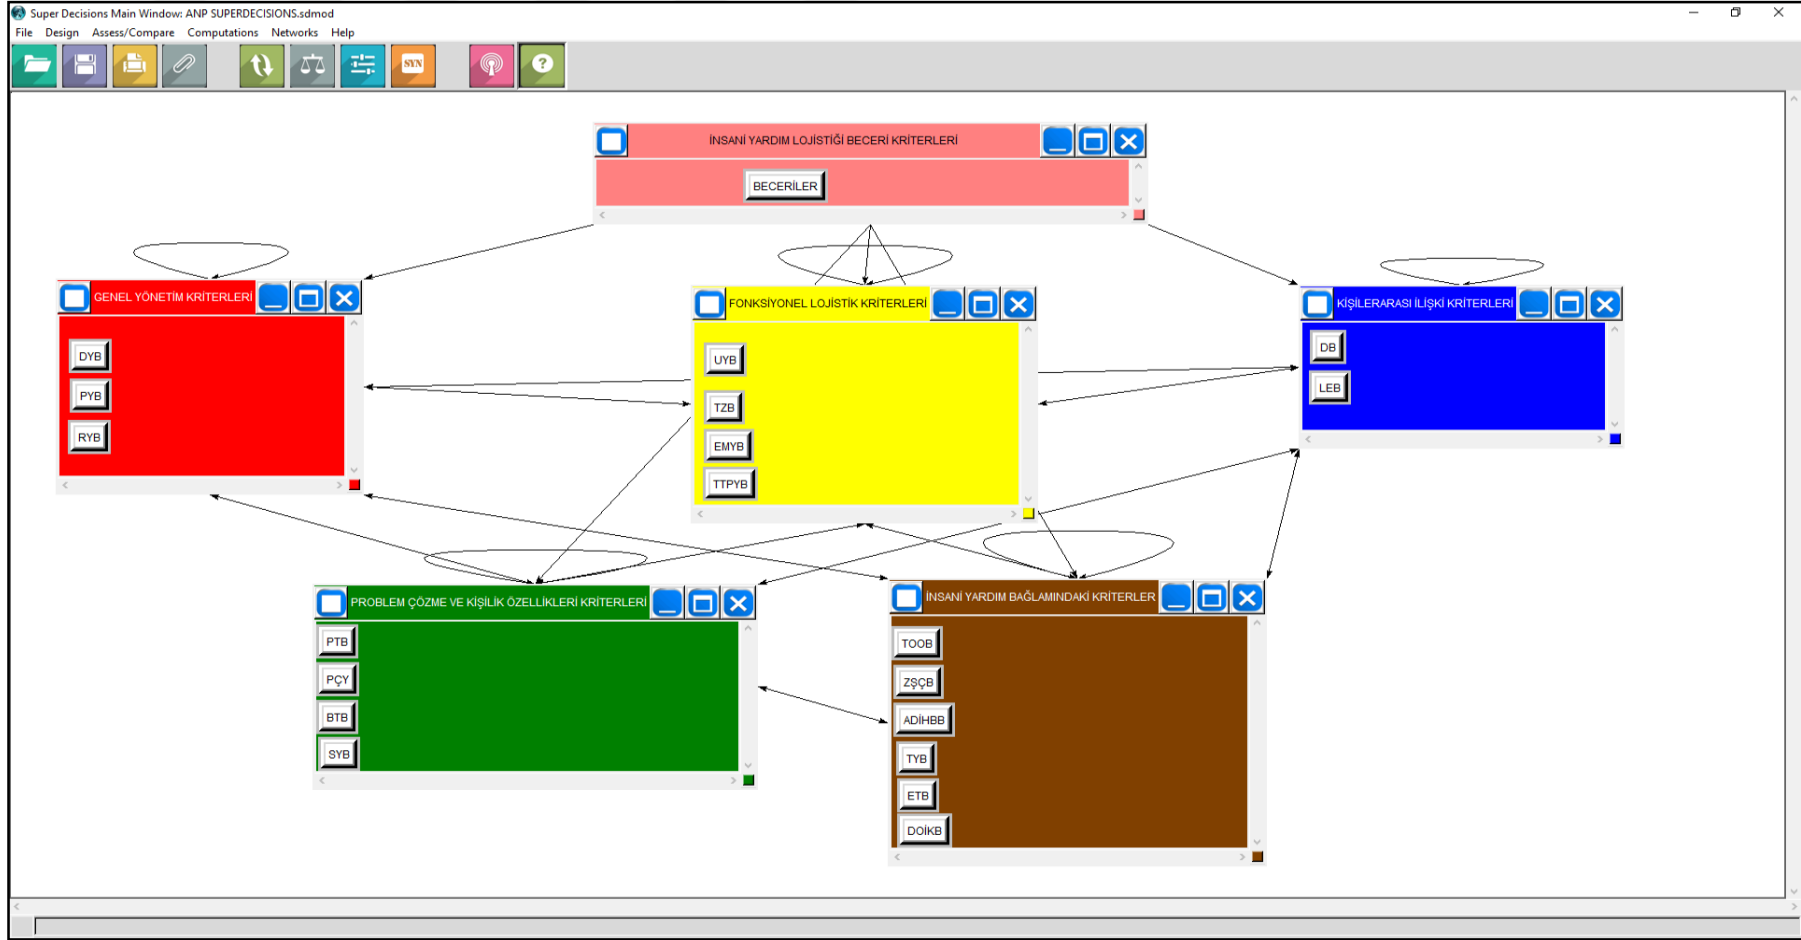 Super Decisions Main Window: ANP SUPERDECISIONS.sdmod
File Design Assess/Compare Computations Networks Help
SYN
İNSANİ YARDIM LOJİSTİĞİ BECERİ KRİTERLERİ
BECERİLER
GENEL YÖNETİM KRİTERLERİ
DYB
PYB
RYB
FONKSİYONEL LOJİSTİK KRİTERLERİ
UYB
TZB
EMYB
TTPYB
KİŞİLERARASI İLİŞKİ KRİTERLERİ
DB
LEB
PROBLEM ÇÖZME VE KİŞİLİK ÖZELLİKLERİ KRİTERLERİ
PTB
PÇY
BTB
SYB
İNSANİ YARDIM BAĞLAMINDAKİ KRİTERLER
TOOB
ZŞÇB
ADİHBB
TYB
ETB
DOİKB